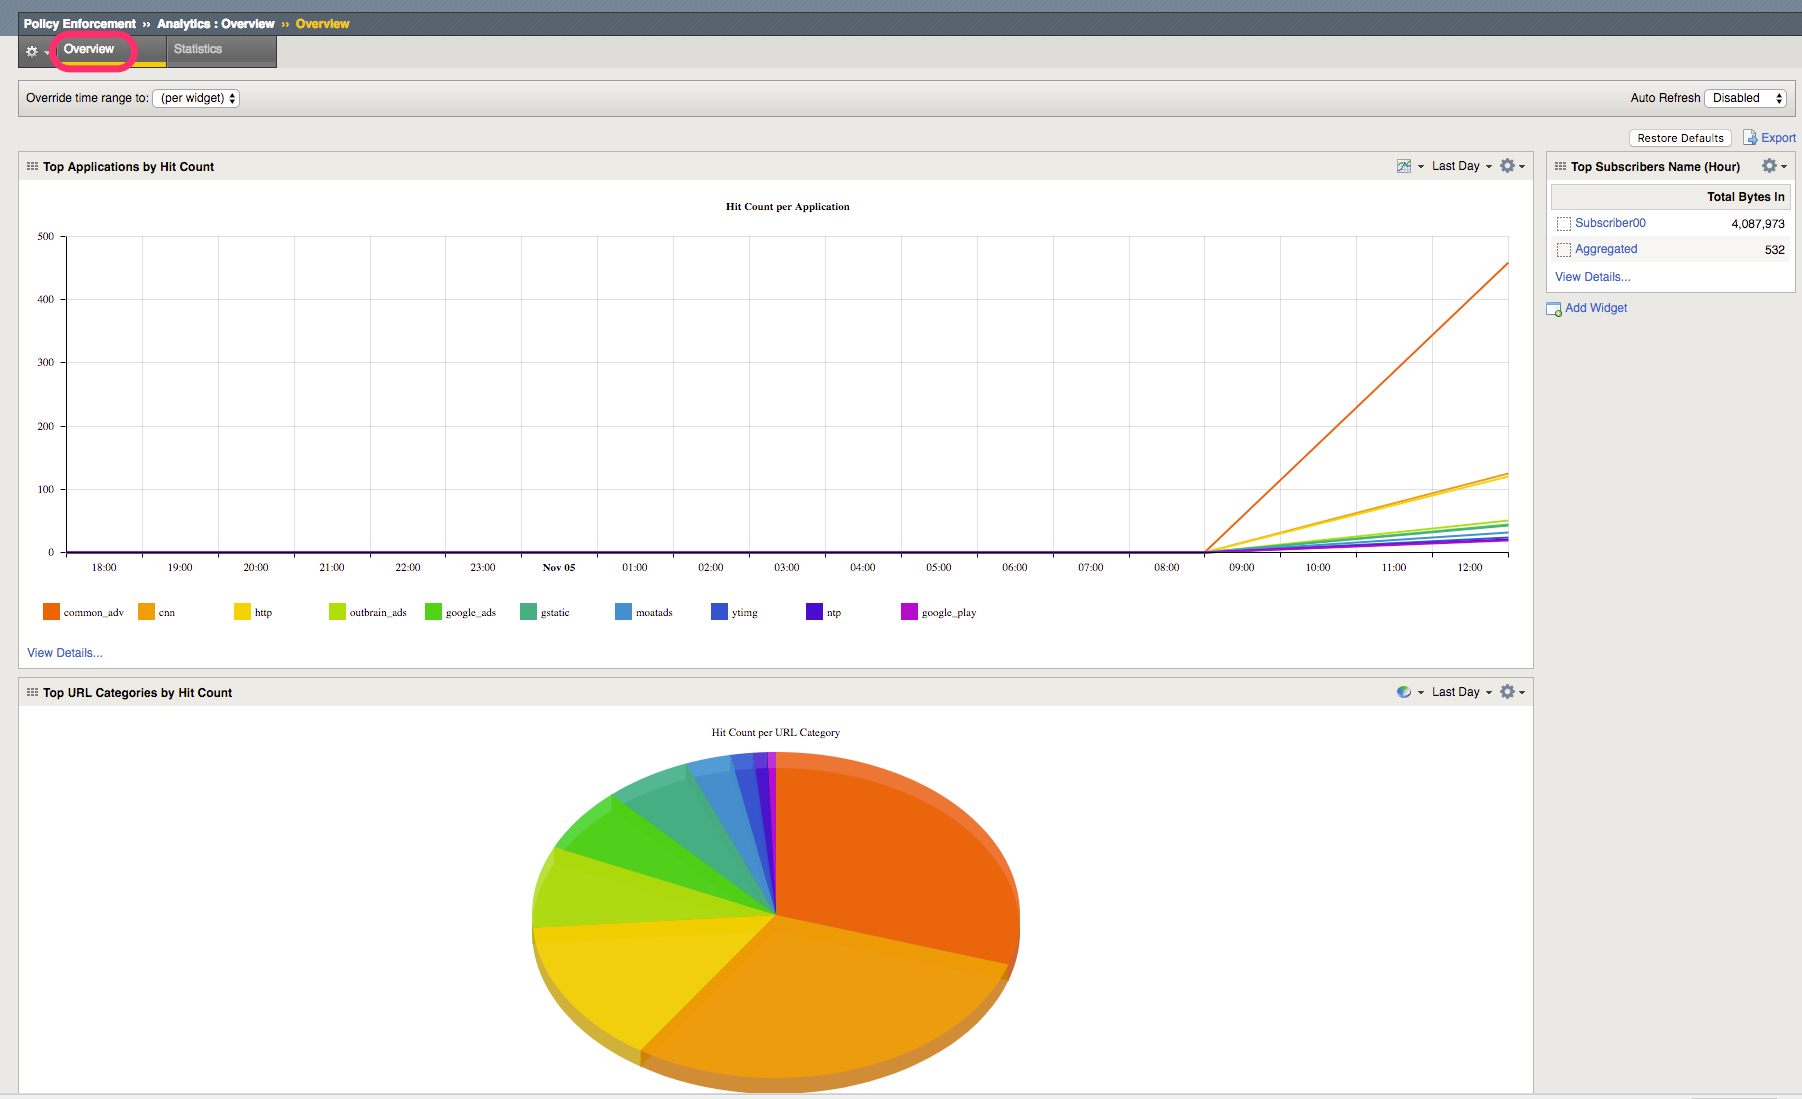 Policy Enforcement ›› Analytics : Overview ›› Overview
Overview Statistics
Override time range to: (per widget) Auto Refresh Disabled
Restore Defaults Export
Top Applications by Hit Count Last Day
Hit Count per Application
500
400
300
200
100
0
18:00 19:00 20:00 21:00 22:00 23:00 Nov 05 01:00 02:00 03:00 04:00 05:00 06:00 07:00 08:00 09:00 10:00 11:00 12:00
common_adv cnn http outbrain_ads google_ads gstatic moatads ytimg ntp google_play
View Details...
Top Subscribers Name (Hour)
Total Bytes In
Subscriber00 4,087,973
Aggregated 532
View Details...
Add Widget
Top URL Categories by Hit Count Last Day
Hit Count per URL Category